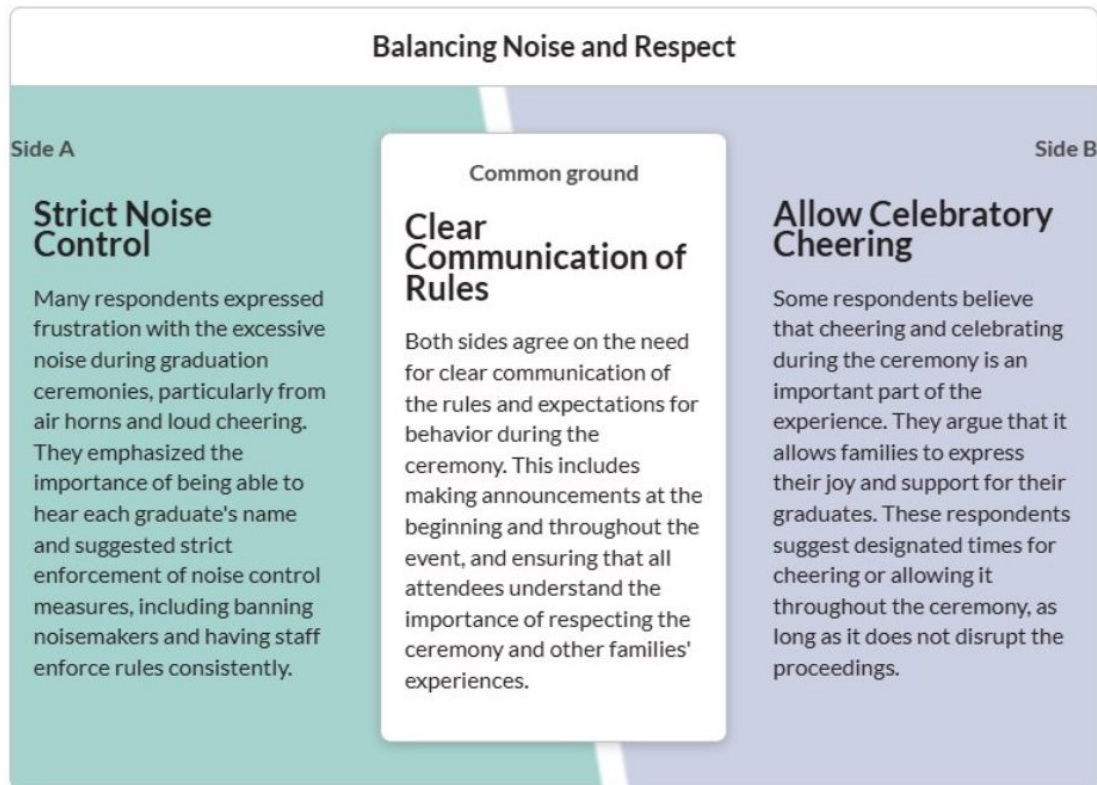 Balancing Noise and Respect
Side A
Strict Noise
Control
Many respondents expressed
frustration with the excessive
noise during graduation
ceremonies, particularly from
air horns and loud cheering.
They emphasized the
importance of being able to
hear each graduate's name
and suggested strict
enforcement of noise control
measures, including banning
noisemakers and having staff
enforce rules consistently.
Common ground
Clear
Communication of
Rules
Both sides agree on the need
for clear communication of
the rules and expectations for
behavior during the
ceremony. This includes
making announcements at the
beginning and throughout the
event, and ensuring that all
attendees understand the
importance of respecting the
ceremony and other families'
experiences.
Side B
Allow Celebratory
Cheering
Some respondents believe
that cheering and celebrating
during the ceremony is an
important part of the
experience. They argue that it
allows families to express
their joy and support for their
graduates. These respondents
suggest designated times for
cheering or allowing it
throughout the ceremony, as
long as it does not disrupt the
proceedings.